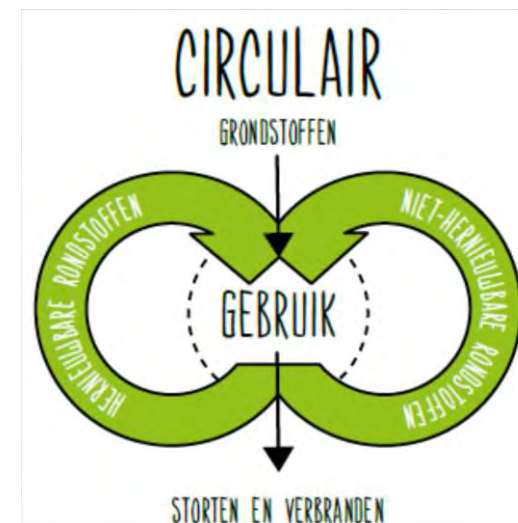 CIRCULAIR
GRONDSTOFFEN
HERNIEUWBARE RONDSTOFFEN
NIET-HERNIEUWBARE RONDSTOFFEN
GEBRUIK
STORTEN EN VERBRANDEN